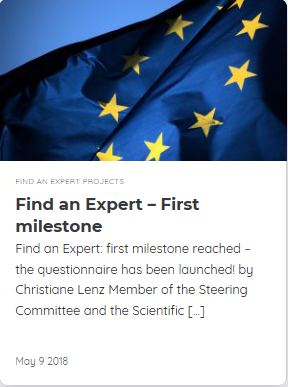 FIND AN EXPERT PROJECTS
Find an Expert – First
milestone
Find an Expert: first milestone reached –
the questionnaire has been launched! by
Christiane Lenz Member of the Steering
Committee and the Scientific [...]
May 9 2018